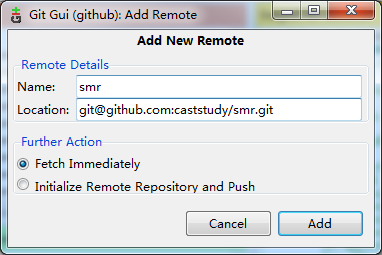 Git Gui (github): Add Remote
Add New Remote
Remote Details
Name: smr
Location: git@github.com:caststudy/smr.git
Further Action
Fetch Immediately
Initialize Remote Repository and Push
Cancel Add